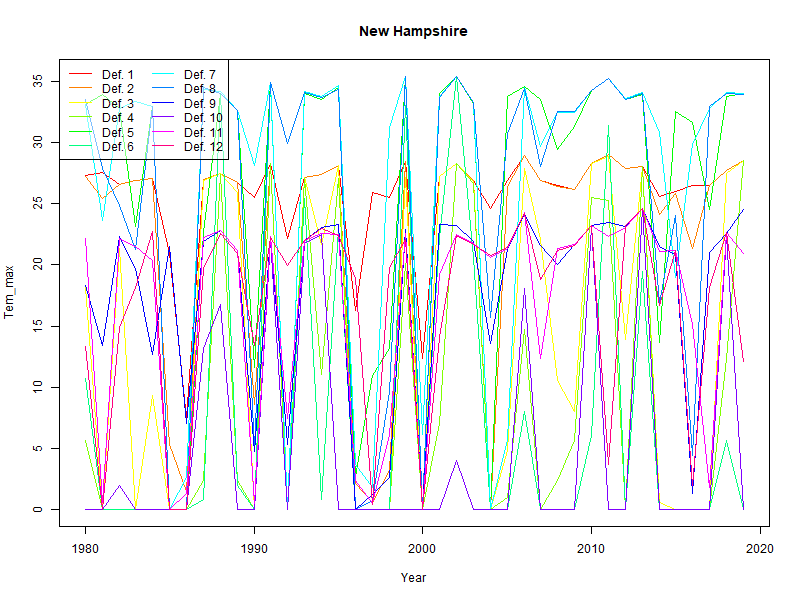 New Hampshire
Def. 1 Def. 7
Def. 2 Def. 8
Def. 3 Def. 9
Def. 4 Def. 10
Def. 5 Def. 11
Def. 6 Def. 12
35
30
25
20
15
10
5
0
Tem_max
1980 1990 2000 2010 2020
Year